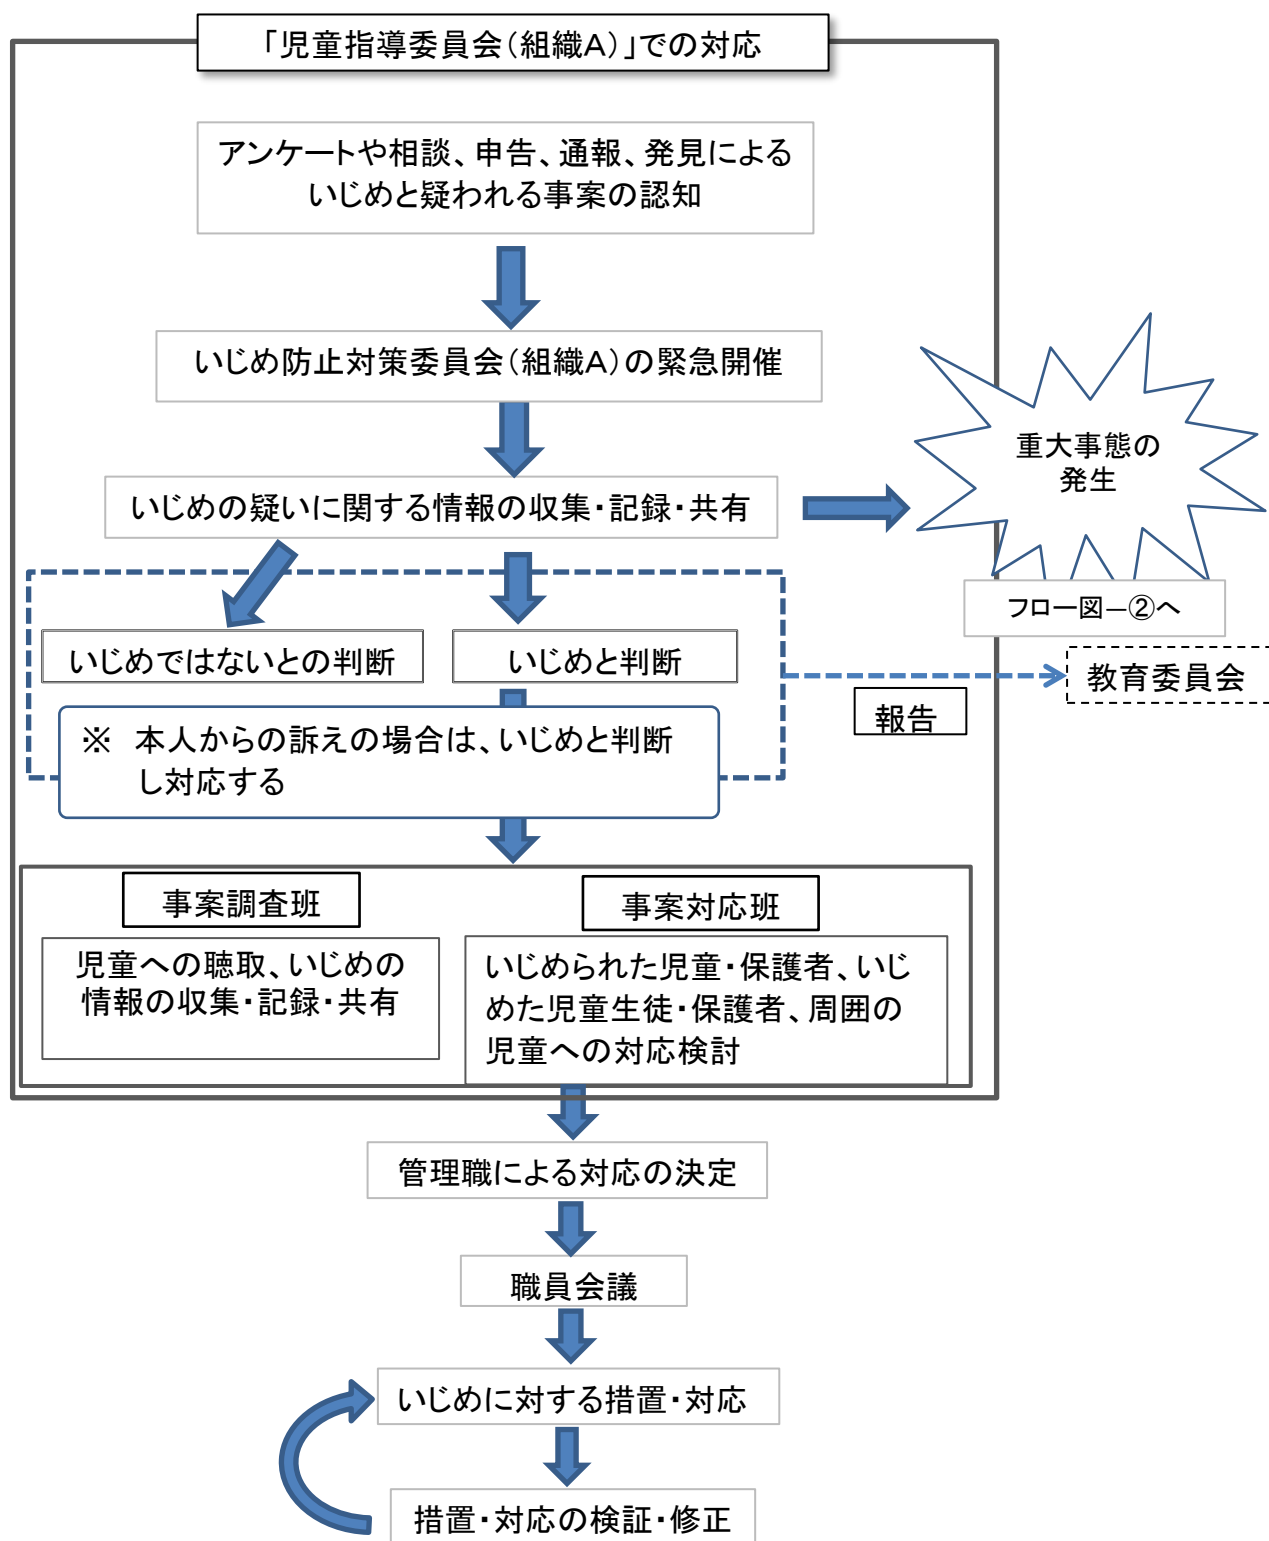 「児童指導委員会（組織A）」での対応
アンケートや相談、申告、通報、発見による
いじめと疑われる事案の認知
いじめ防止対策委員会（組織A）の緊急開催
重大事態の
発生
いじめの疑いに関する情報の収集・記録・共有
フロー図―②へ
いじめではないとの判断
いじめと判断
教育委員会
報告
※　本人からの訴えの場合は、いじめと判断
し対応する
事案調査班
児童への聴取、いじめの
情報の収集・記録・共有
事案対応班
いじめられた児童・保護者、いじ
めた児童生徒・保護者、周囲の
児童への対応検討
管理職による対応の決定
職員会議
いじめに対する措置・対応
措置・対応の検証・修正